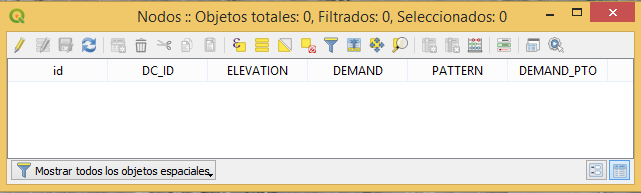 Nodos :: Objetos totales: 0, Filtrados: 0, Seleccionados: 0
id DC_ID ELEVATION DEMAND PATTERN DEMAND_PTO
Mostrar todos los objetos espaciales